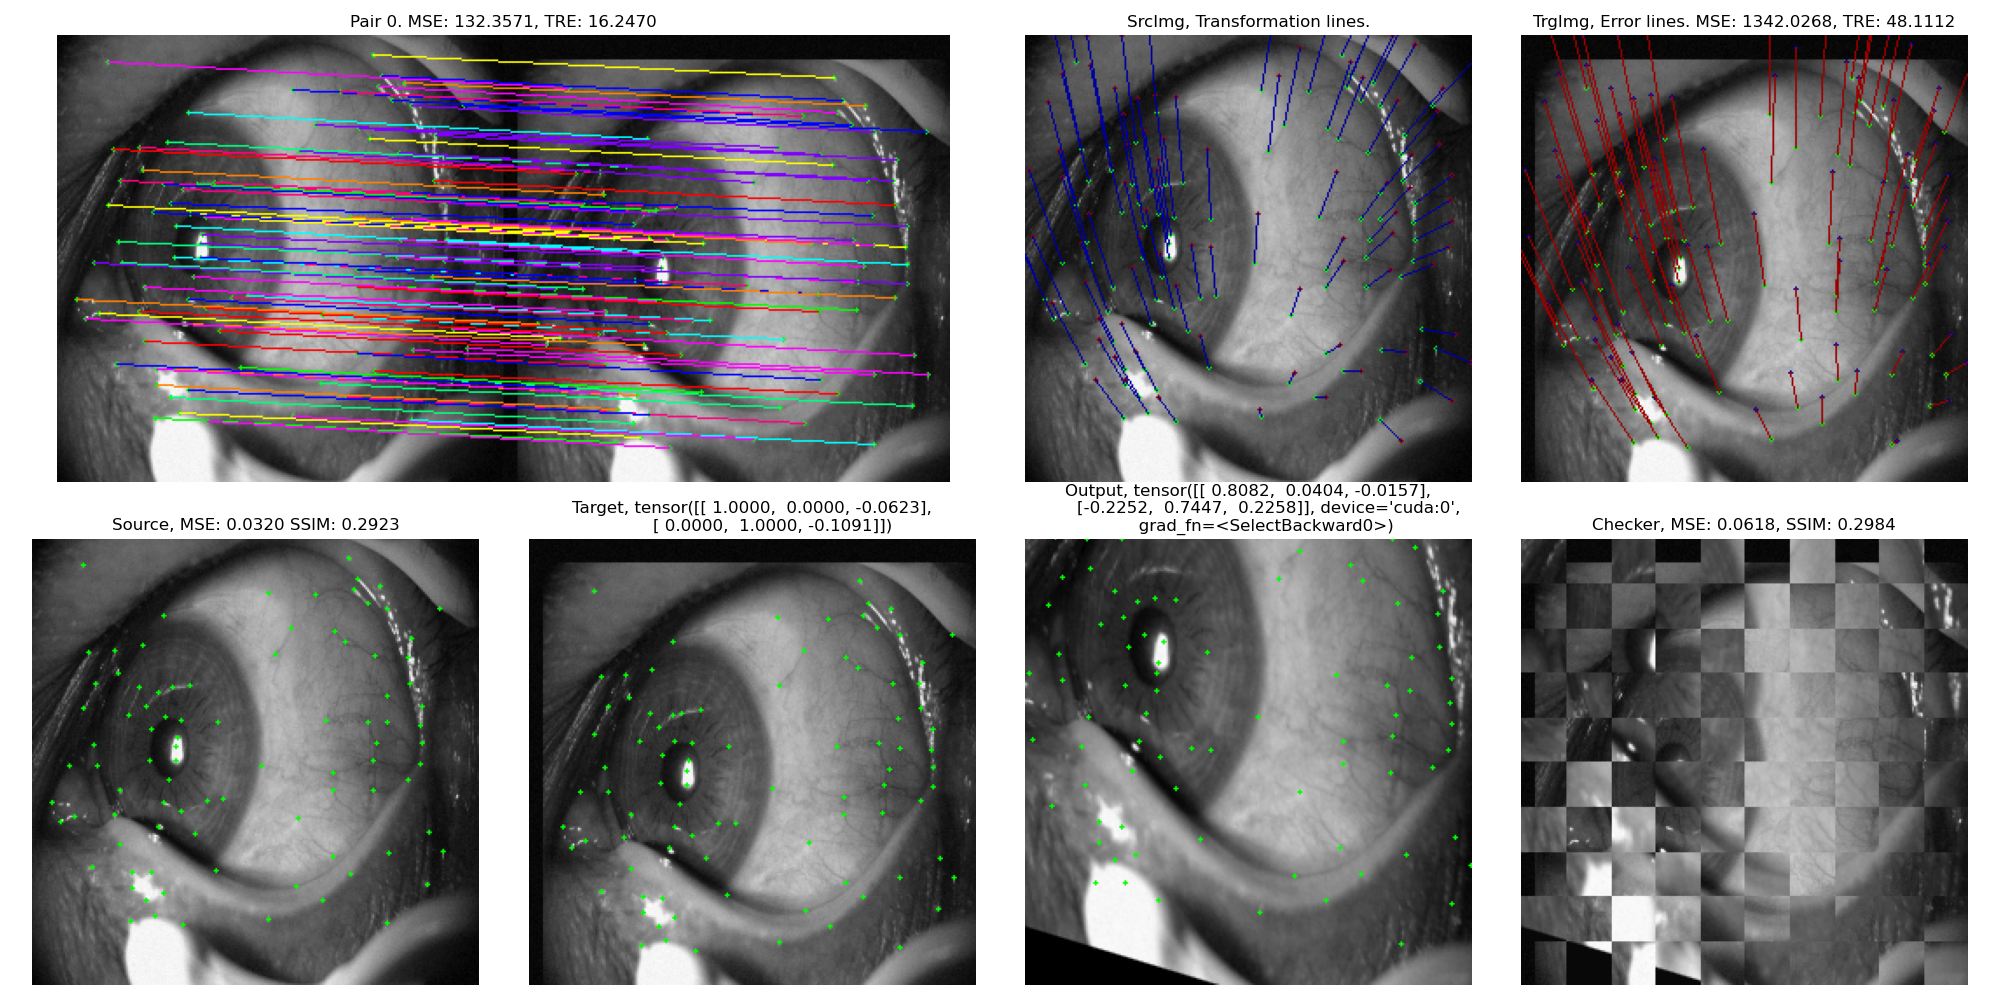 Pair 0. MSE: 132.3571, TRE: 16.2470
SrcImg, Transformation lines.
TrgImg, Error lines. MSE: 1342.0268, TRE: 48.1112
Source, MSE: 0.0320 SSIM: 0.2923
Target, tensor([[ 1.0000, 0.0000, -0.0623],
[ 0.0000, 1.0000, -0.1091]])
Output, tensor([[ 0.8082, 0.0404, -0.0157],
[-0.2252, 0.7447, 0.2258]], device='cuda:0',
grad_fn=<SelectBackward0>)
Checker, MSE: 0.0618, SSIM: 0.2984